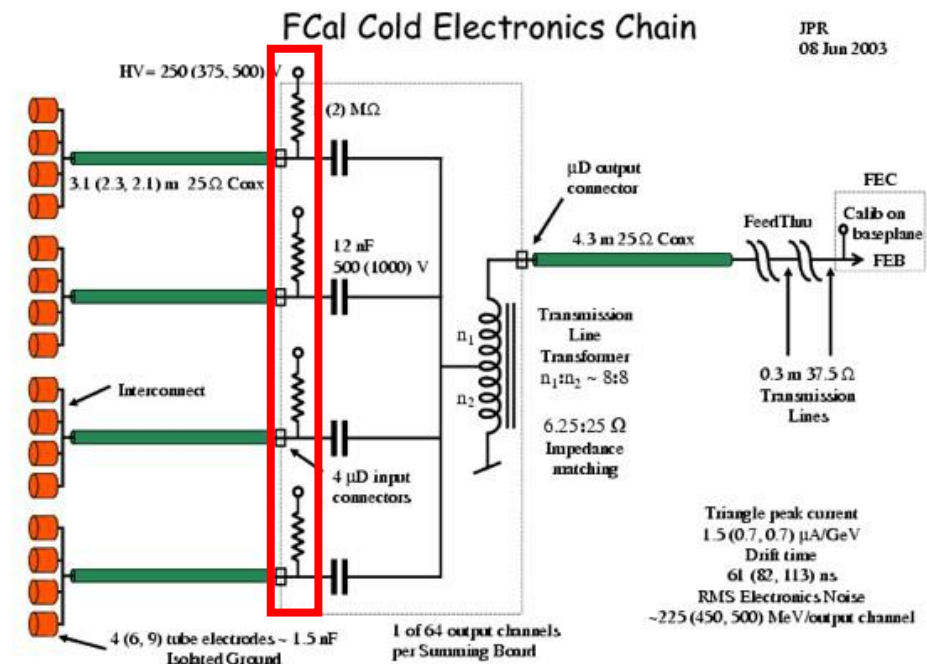 FCal Cold Electronics Chain
JPR
08 Jun 2003
HV= 250 (375, 500) V
(2) MΩ
3.1 (2.3, 2.1) m 25Ω Coax
12 nF
500 (1000) V
Interconnect
4 μD input
connectors
4 (6, 9) tube electrodes ~ 1.5 nF
Isolated Ground
1 of 64 output channels
per Summing Board
n₁
n₂
μD output
connector
4.3 m 25Ω Coax
Transmission
Line
Transformer
n₁:n₂ ~ 8:8
6.25:25 Ω
Impedance
matching
FeedThru
FEC
Calib on
baseplane
FEB
0.3 m 37.5 Ω
Transmission
Lines
Triangle peak current
1.5 (0.7, 0.7) μA/GeV
Drift time
61 (82, 113) ns
RMS Electronics Noise
~225 (450, 500) MeV/output channel